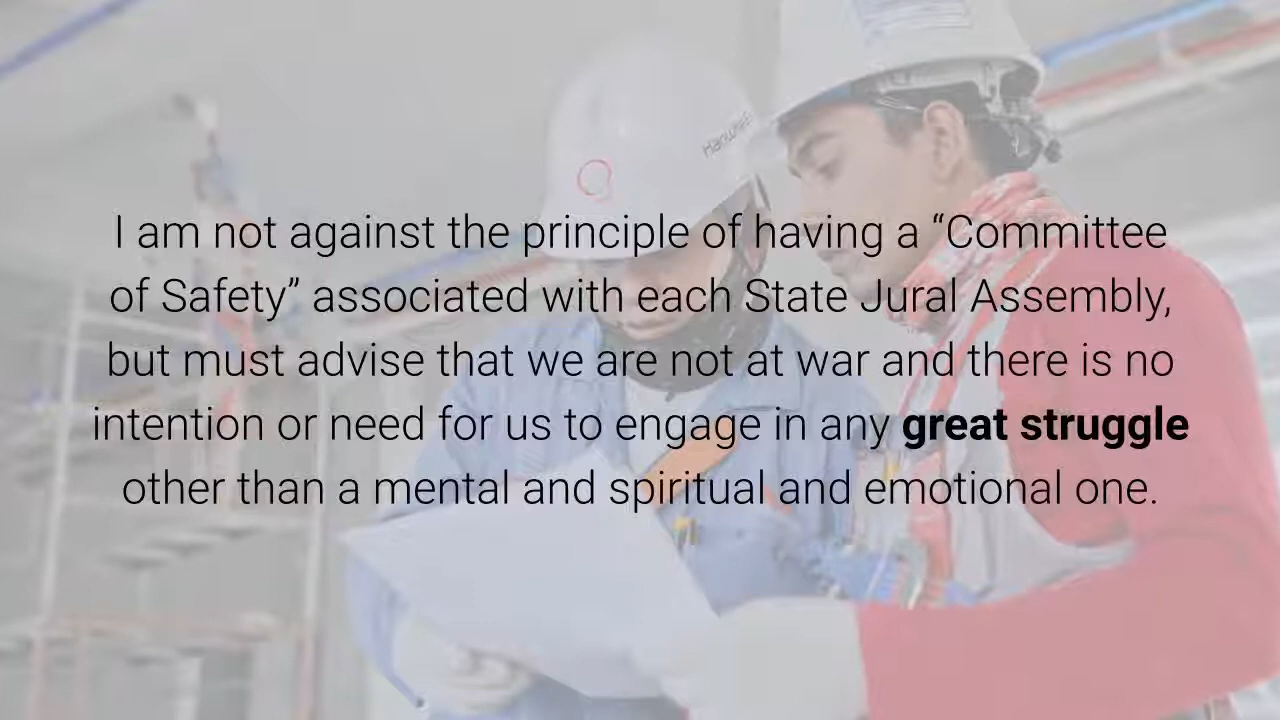 Hanwha
I am not against the principle of having a “Committee
of Safety” associated with each State Jural Assembly,
but must advise that we are not at war and there is no
intention or need for us to engage in any great struggle
other than a mental and spiritual and emotional one.